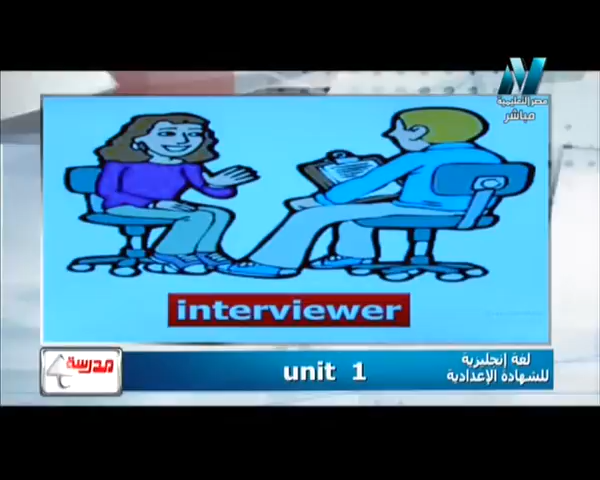 مصر التعليمية
مباشر
interviewer
مدرسة
unit 1
لغة إنجليزية
للشهادة الإعدادية